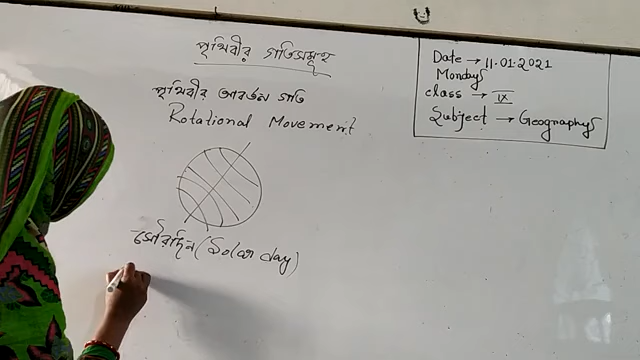 পৃথিবীর গতিসমূহ
পৃথিবীর আবর্তন গতি
Rotational Movement
সৌরদিন (Solar day)
Date → 11.01.2021
Monday
class → IX
Subject → Geography